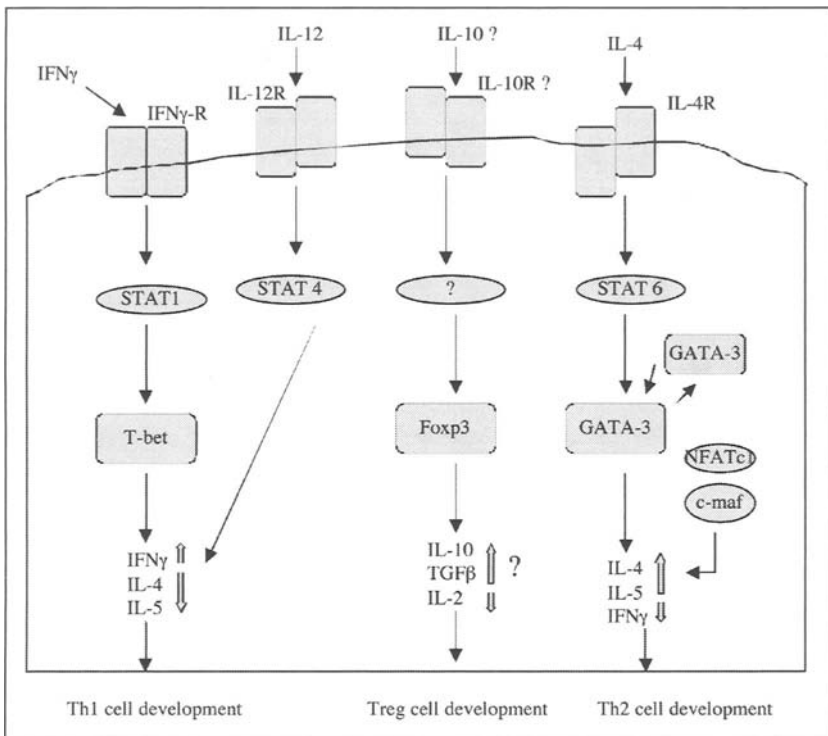 IL-12
IL-10 ?
IL-4
IFNγ
IL-12R
IL-10R ?
IFNγ-R
IL-4R
STAT1
STAT 4
?
STAT 6
GATA-3
T-bet
Foxp3
GATA-3
NFATc1
c-maf
IFNγ
IL-4
IL-5
IL-10
TGFβ
IL-2
?
IL-4
IL-5
IFNγ
Th1 cell development
Treg cell development
Th2 cell development